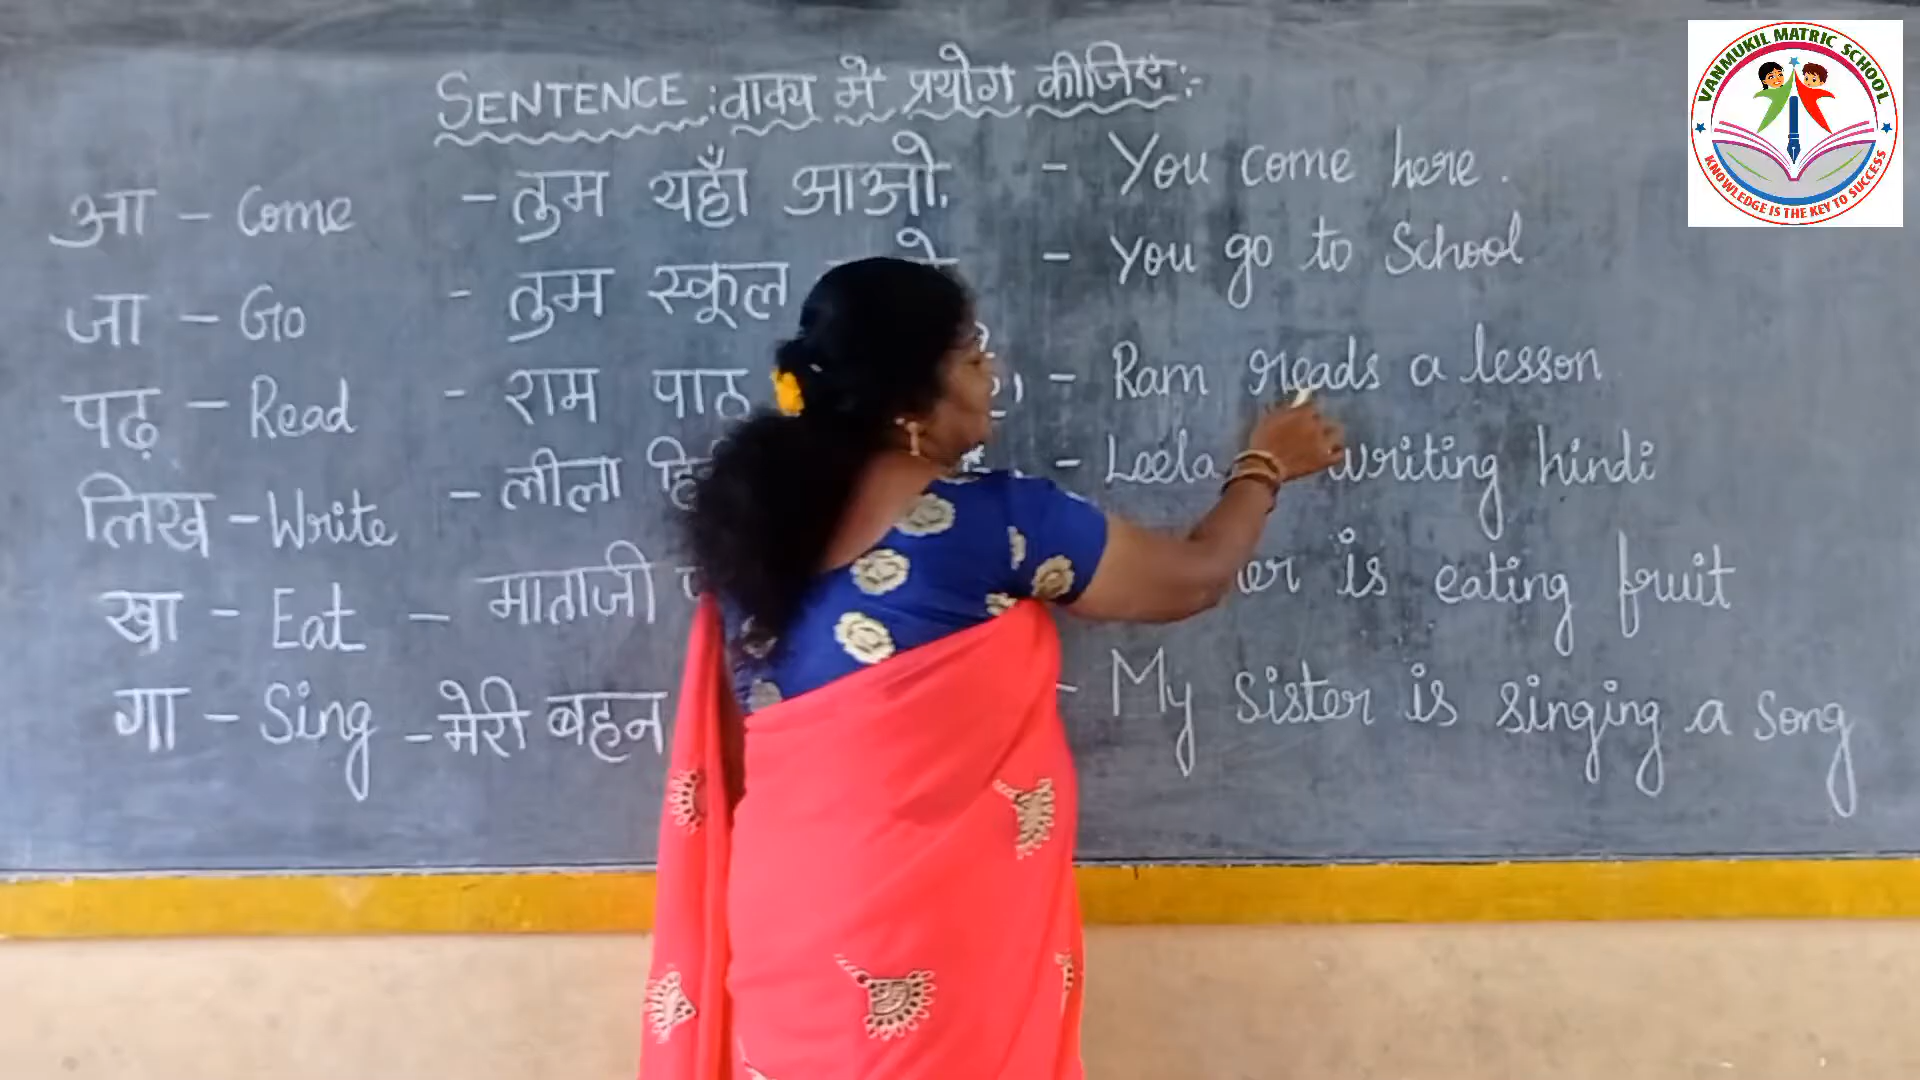 SENTENCE : वाक्य में प्रयोग कीजिए :-
आ - Come - तुम यहाँ आओ. - You come here.
जा - Go - तुम स्कूल - You go to School
पढ़ - Read - राम पाठ - Ram reads a lesson
लिख - Write - लीला - Leela writing hindi
खा - Eat - माताजी is eating fruit
गा - Sing - मेरी बहन - My sister is singing a song
VANMUKIL MATRIC SCHOOL
KNOWLEDGE IS THE KEY TO SUCCESS